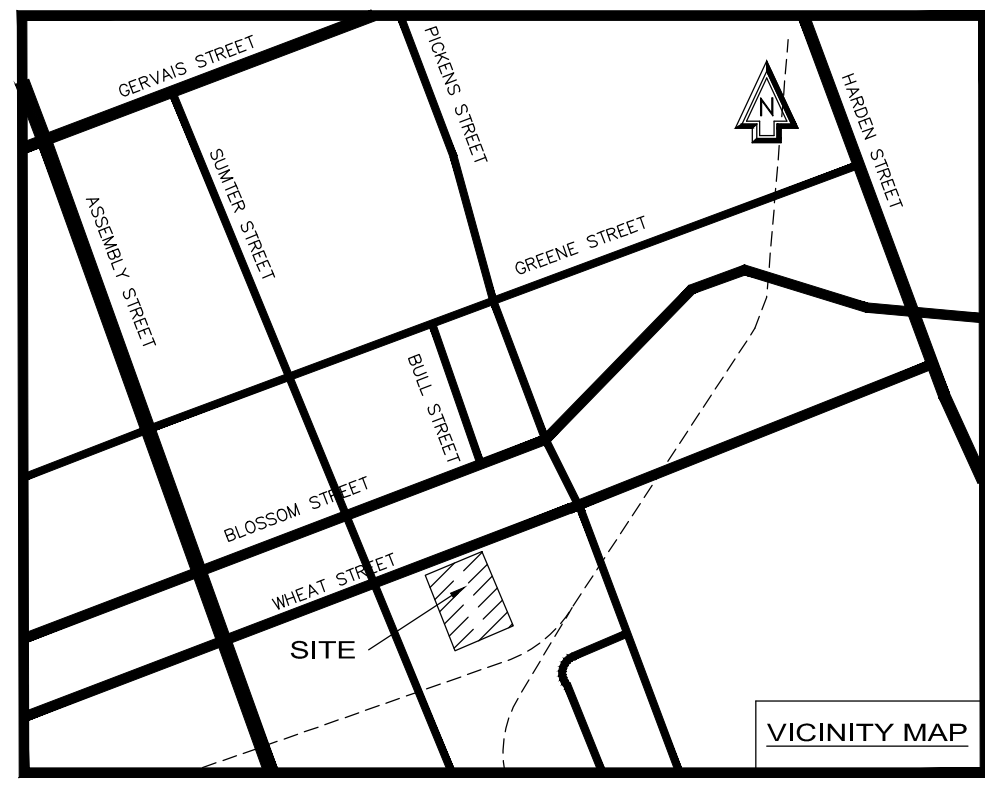 GERVAIS STREET
PICKENS STREET
N
HARDEN STREET
SUMTER STREET
ASSEMBLY STREET
GREENE STREET
BULL STREET
BLOSSOM STREET
WHEAT STREET
SITE
VICINITY MAP